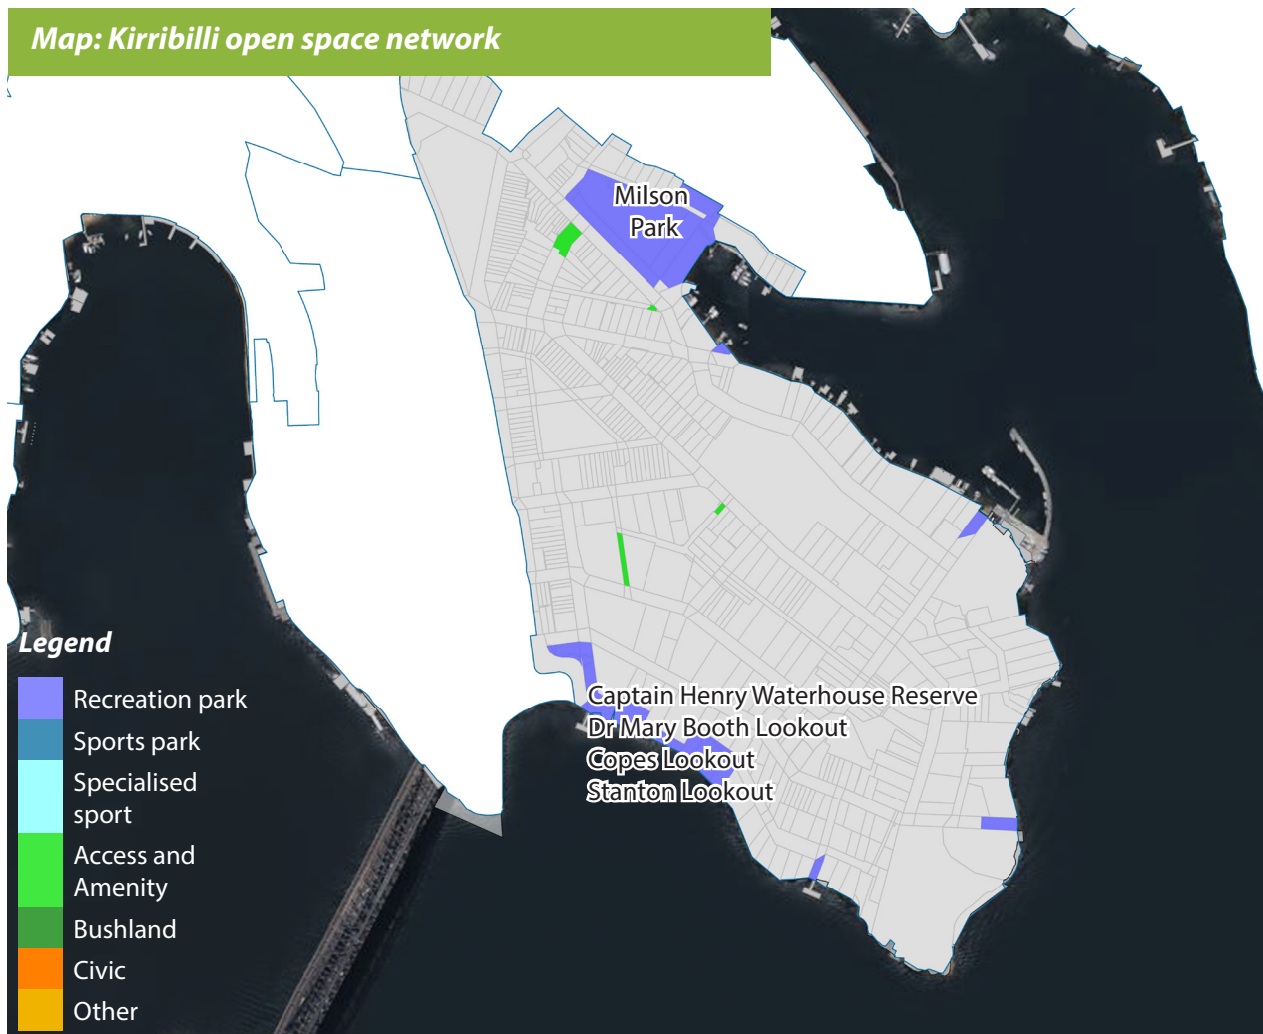 Map: Kirribilli open space network
Milson
Park
Captain Henry Waterhouse Reserve
Dr Mary Booth Lookout
Copes Lookout
Stanton Lookout
Legend
Recreation park
Sports park
Specialised
sport
Access and
Amenity
Bushland
Civic
Other